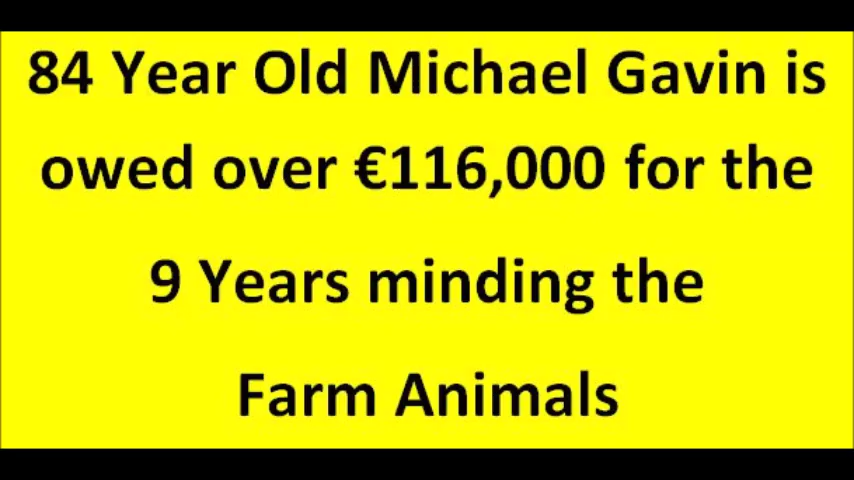 84 Year Old Michael Gavin is
owed over €116,000 for the
9 Years minding the
Farm Animals